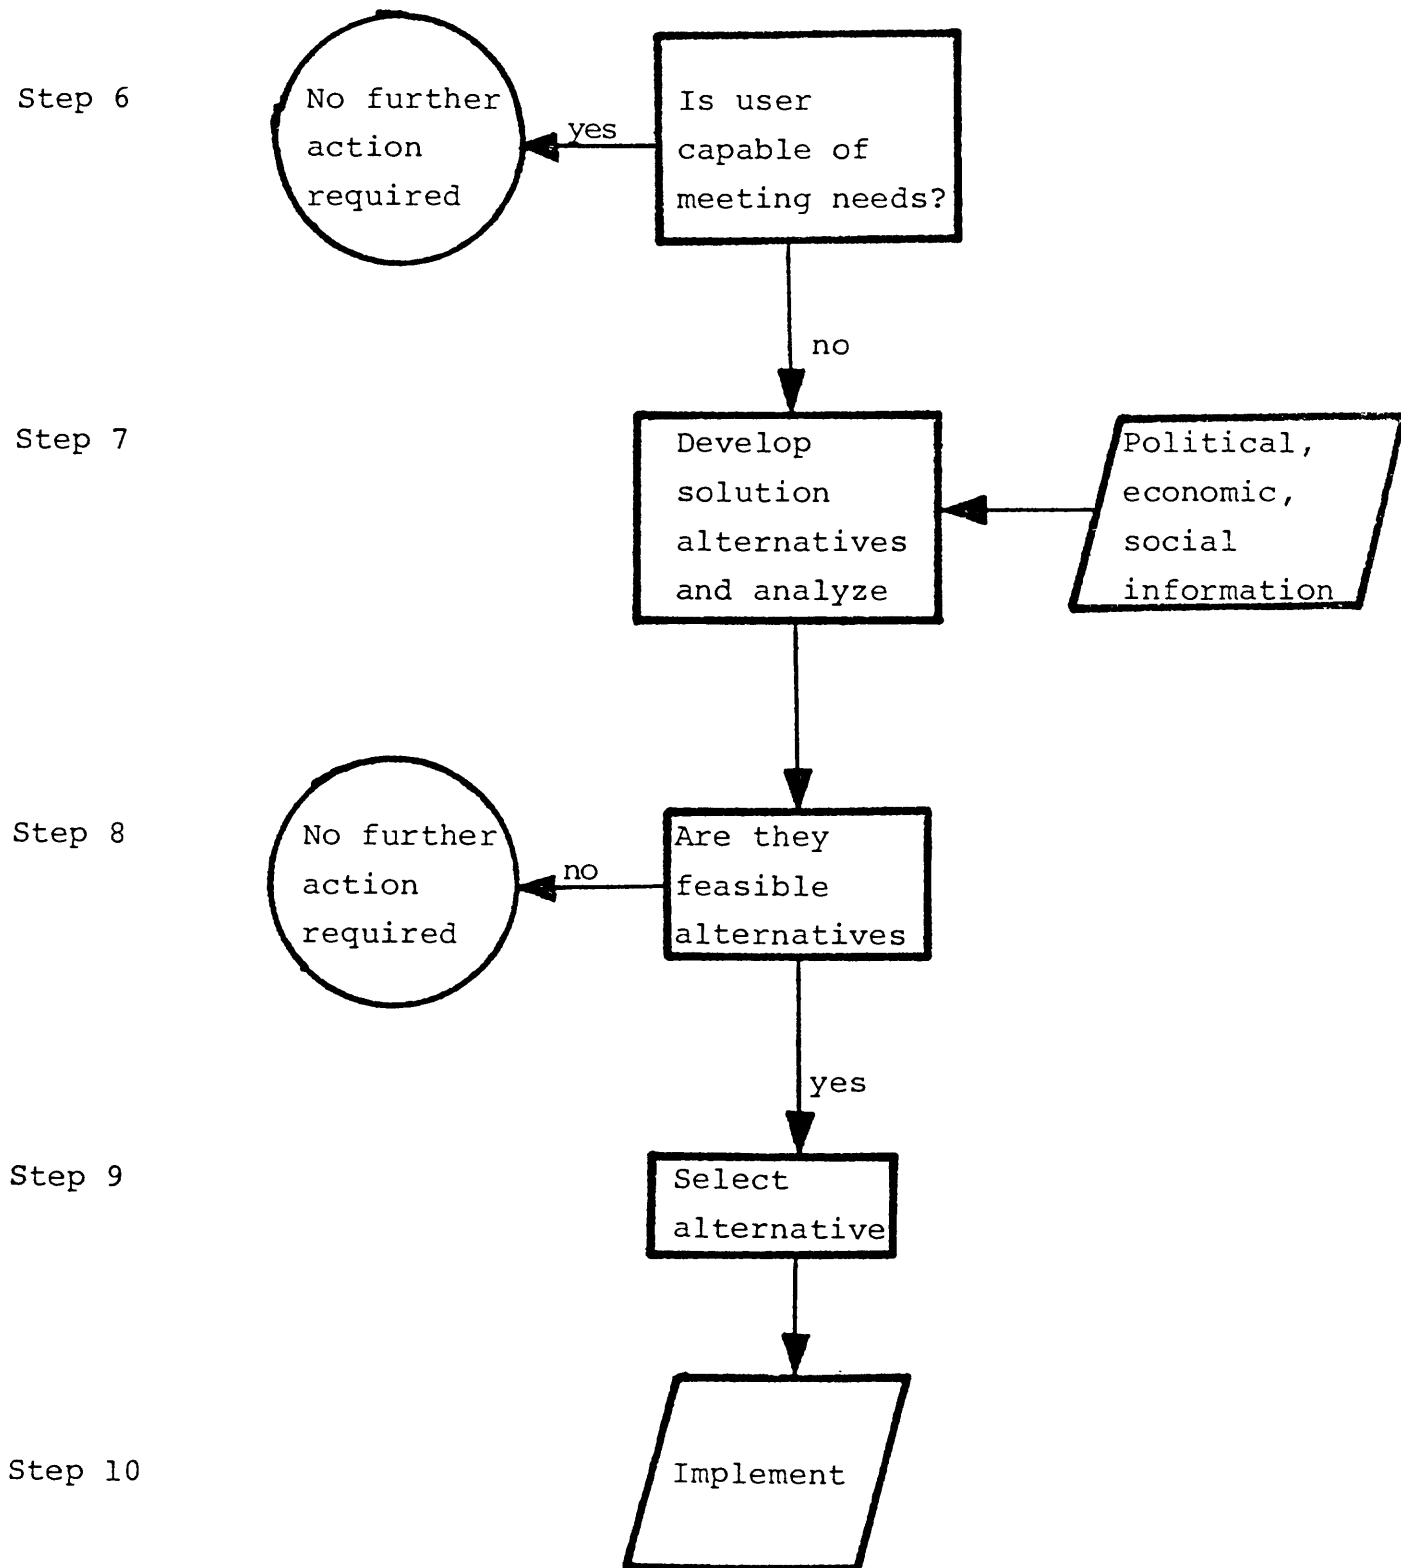 Step 6
No further
action
required
yes
Is user
capable of
meeting needs?
no
Step 7
Develop
solution
alternatives
and analyze
Political,
economic,
social
information
Step 8
No further
action
required
no
Are they
feasible
alternatives
yes
Step 9
Select
alternative
Step 10
Implement